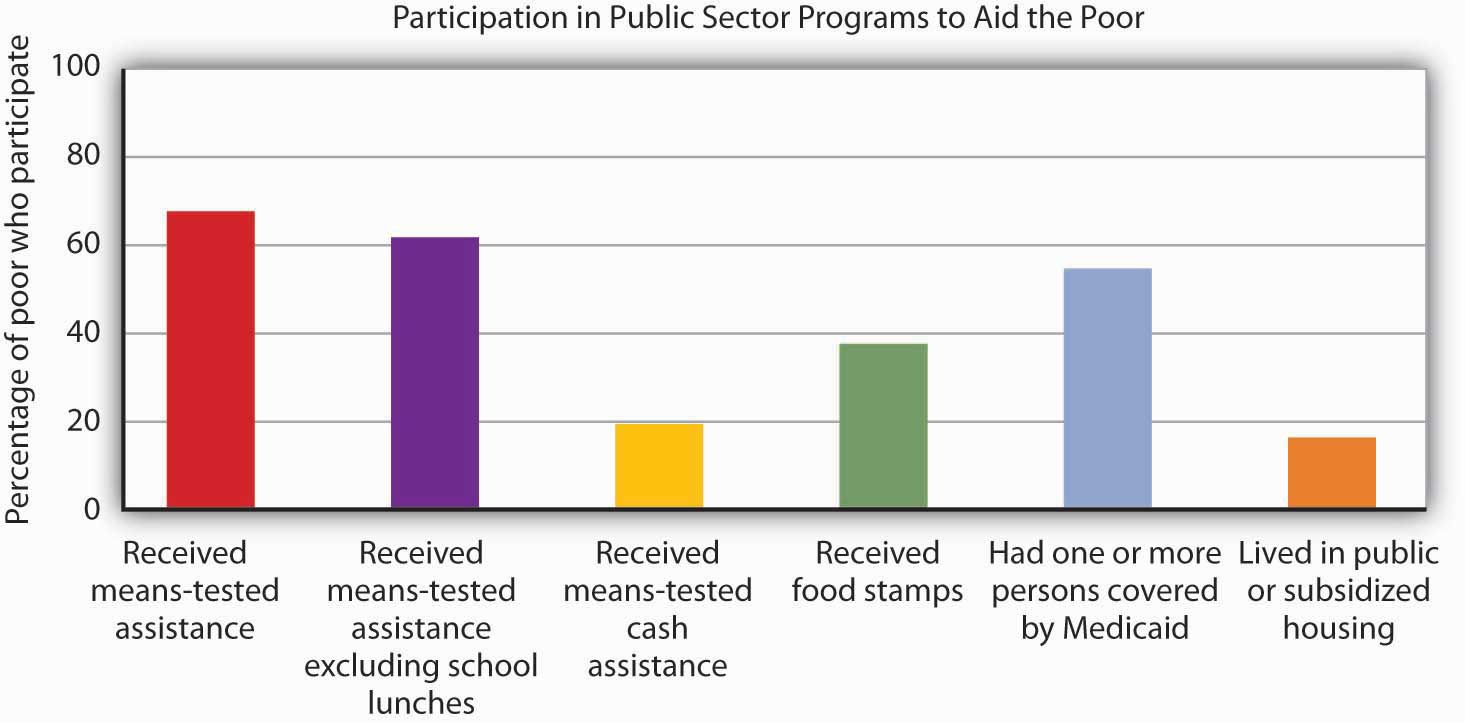 Participation in Public Sector Programs to Aid the Poor
Percentage of poor who participate
100
80
60
40
20
0
Received
means-tested
assistance
Received
means-tested
assistance
excluding school
lunches
Received
means-tested
cash
assistance
Received
food stamps
Had one or more
persons covered
by Medicaid
Lived in public
or subsidized
housing